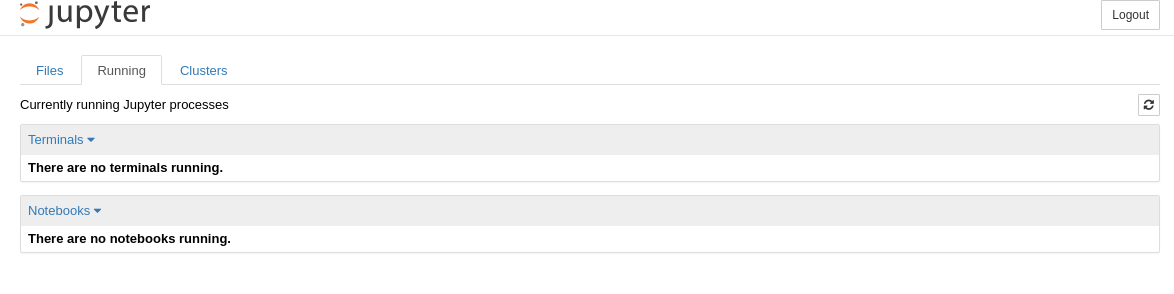 jupyter
Logout
Files
Running
Clusters
Currently running Jupyter processes
Terminals
There are no terminals running.
Notebooks
There are no notebooks running.